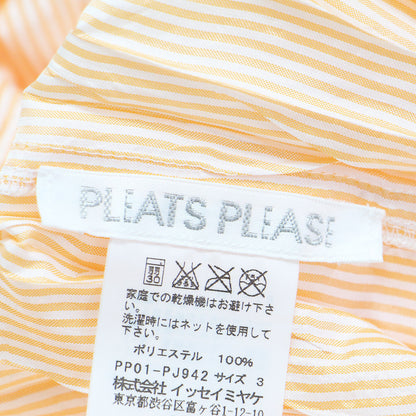 PLEATS PLEASE
30
家庭での乾燥機はお避け下さ
い。
洗濯時にはネットを使用下さ
い。
ポリエステル 100%
PP01-PJ942 サイズ 3
株式会社 イッセイミヤケ
東京都渋谷区富ヶ谷1-12-10